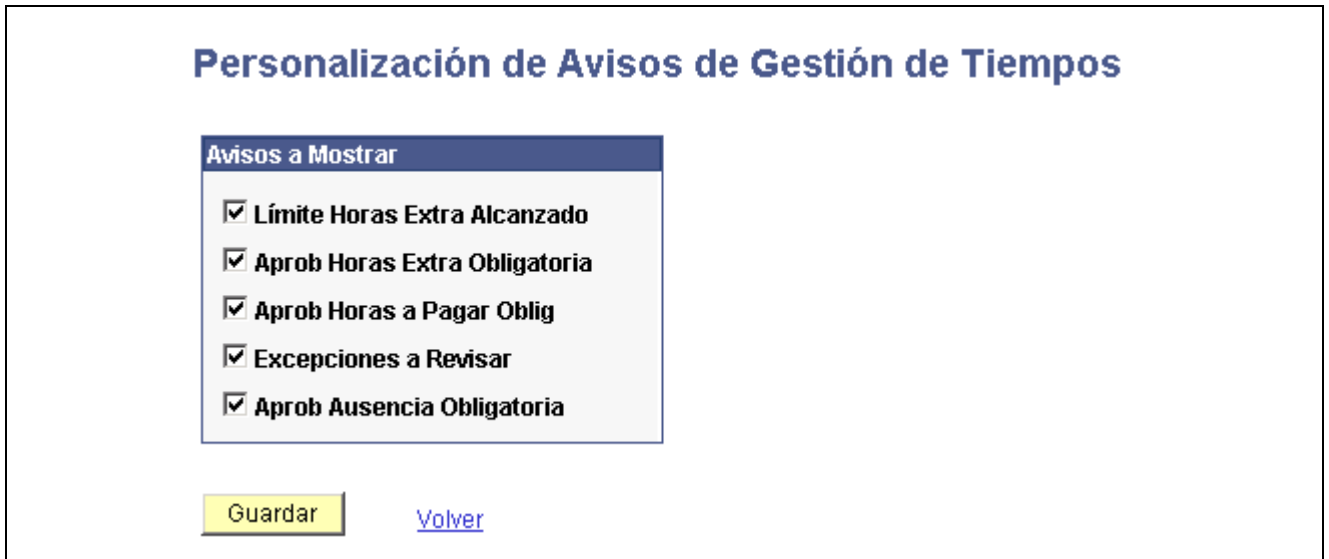 Personalización de Avisos de Gestión de Tiempos
Avisos a Mostrar
Límite Horas Extra Alcanzado
Aprob Horas Extra Obligatoria
Aprob Horas a Pagar Oblig
Excepciones a Revisar
Aprob Ausencia Obligatoria
Guardar Volver